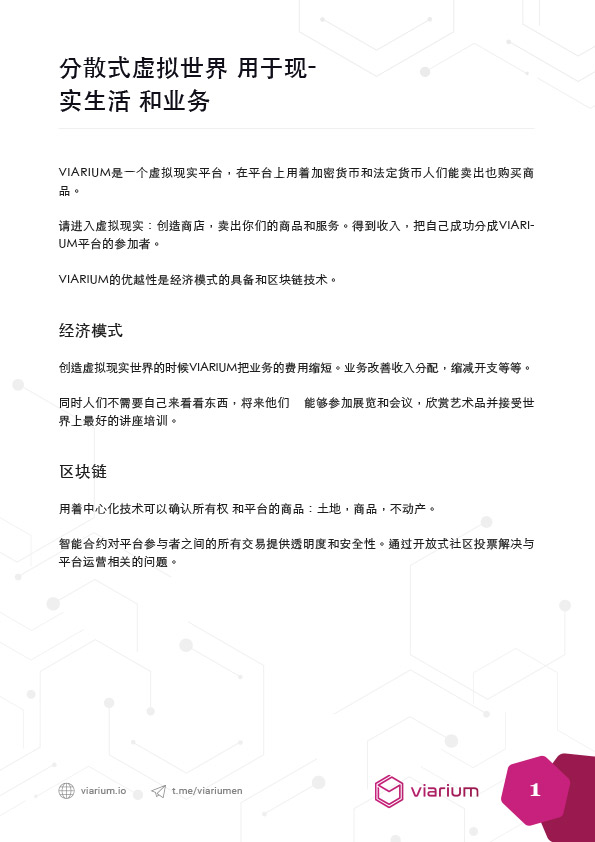 分散式虚拟世界 用于现-
实生活 和业务
VIARIUM是一个虚拟现实平台，在平台上用着加密货币和法定货币人们能卖出也购买商
品。
请进入虚拟现实：创造商店，卖出你们的商品和服务。得到收入，把自己成功分成VIARI-
UM平台的参加者。
VIARIUM的优越性是经济模式的具备和区块链技术。
经济模式
创造虚拟现实世界的时候VIARIUM把业务的费用缩短。业务改善收入分配，缩减开支等等。
同时人们不需要自己来看看东西，将来他们 能够参加展览和会议，欣赏艺术品并接受世
界上最好的讲座培训。
区块链
用着中心化技术可以确认所有权 和平台的商品：土地，商品，不动产。
智能合约对平台参与者之间的所有交易提供透明度和安全性。通过开放式社区投票解决与
平台运营相关的问题。
viarium.io t.me/viariumen viarium 1